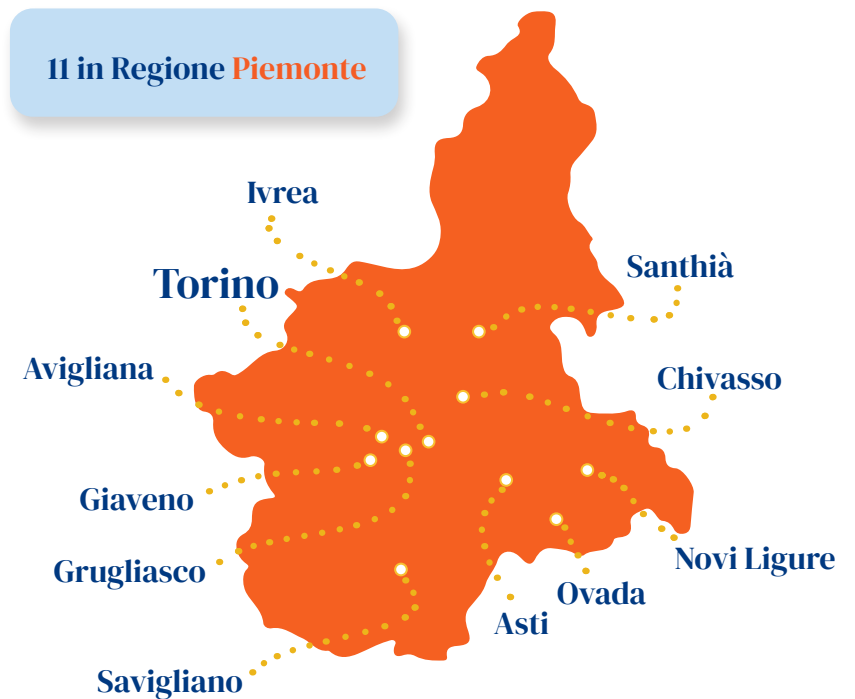 11 in Regione Piemonte
Ivrea
Santhià
Torino
Avigliana
Chivasso
Giaveno
Novi Ligure
Grugliasco
Ovada
Asti
Savigliano